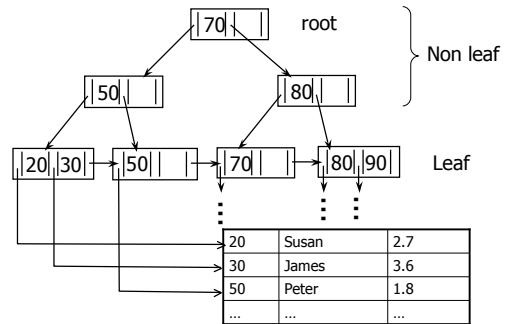 70 root
Non leaf
50 80
20 30 50 70 80 90 Leaf
20 Susan 2.7
30 James 3.6
50 Peter 1.8
... ... ...